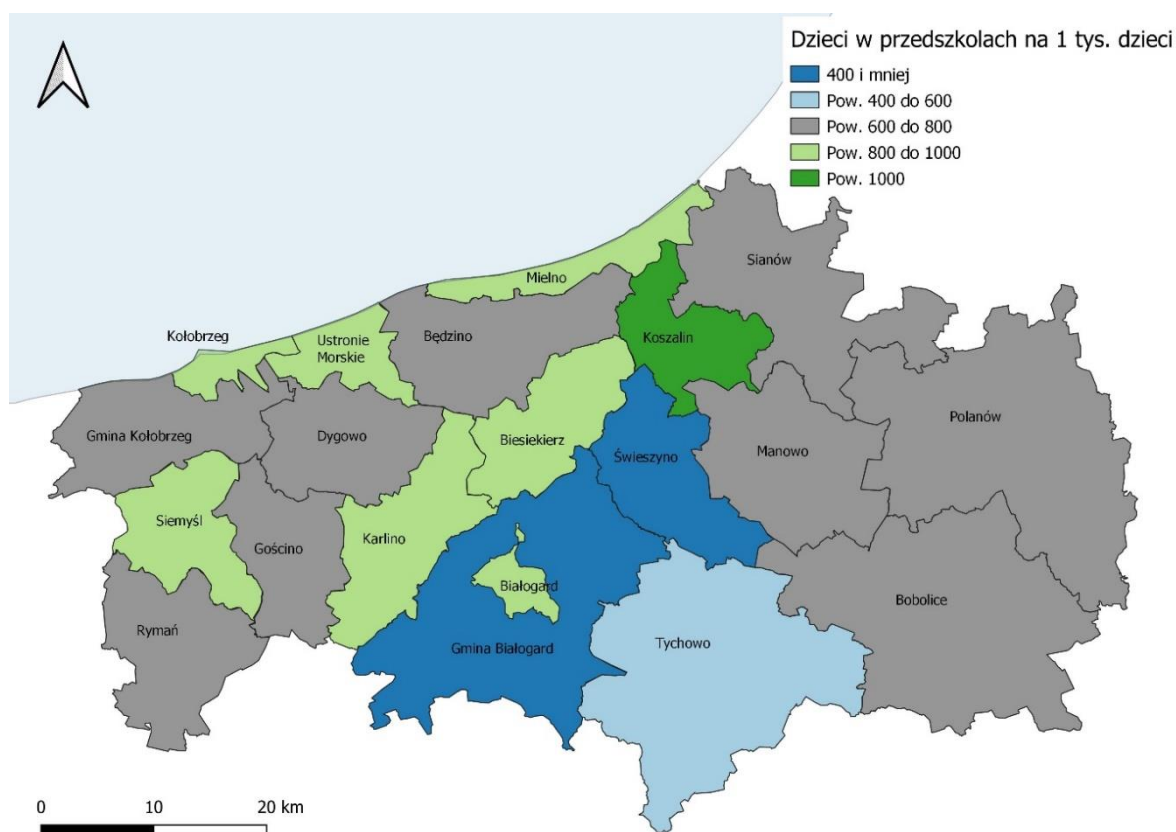 Dzieci w przedszkolach na 1 tys. dzieci
400 i mniej
Pow. 400 do 600
Pow. 600 do 800
Pow. 800 do 1000
Pow. 1000
Sianów
Mielno
Kołobrzeg
Ustronie
Morskie
Będzino
Koszalin
Gmina Kołobrzeg
Dygowo
Biesiekierz
Świeszyno
Manowo
Polanów
Siemyśl
Gościno
Karlino
Białogard
Bobolice
Rymań
Gmina Białogard
Tychowo
0 10 20 km